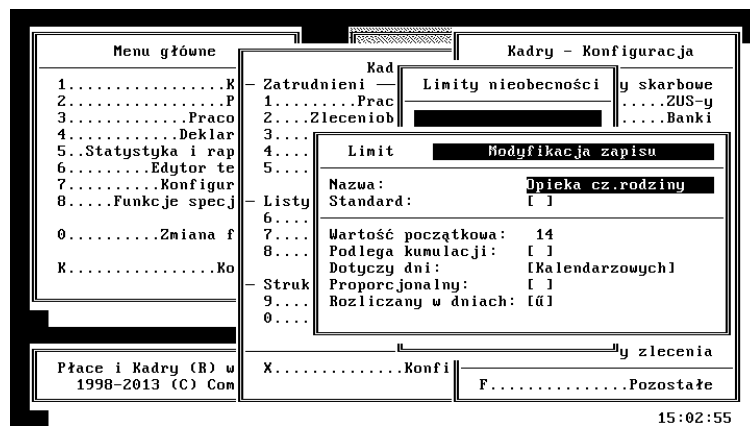 Menu główne
1.................K
2.................P
3.............Praco
4............Deklar
5..Statystyka i rap
6.........Edytor te
7..........Konfigur
8.....Funkcje specj
0..........Zmiana f
K................Ko
Płace i Kadry (R) w
1998-2013 (C) Com
Kad
Zatrudnieni
1.........Prac
2....Zleceniob
3....
4....
5....
Listy
6....
7....
8....
Struk
9....
0....
X..............Konfi
Kadry - Konfiguracja
y skarbowe
.....ZUS-y
....Banki
y zlecenia
F...............Pozostałe
Limity nieobecności
Limit Modyfikacja zapisu
Nazwa: Opieka cz.rodziny
Standard: [ ]
Wartość początkowa: 14
Podlega kumulacji: [ ]
Dotyczy dni: [Kalendarzowych]
Proporcjonalny: [ ]
Rozliczany w dniach: [ű]
15:02:55